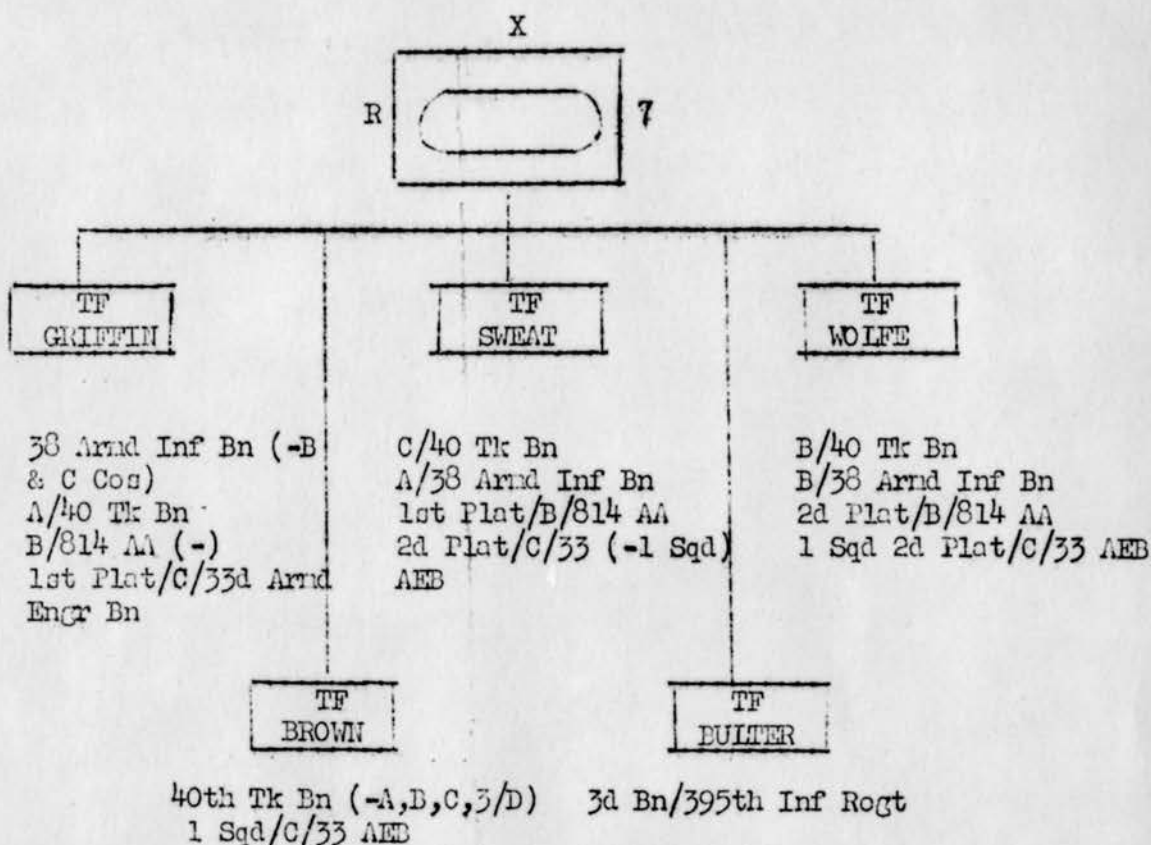 X
R 7
TF
GRIFFIN
TF
SWEAT
TF
WOLFE
38 Armd Inf Bn (-B
& C Cos)
A/40 Tk Bn
B/814 AA (-)
1st Plat/C/33d Armd
Engr Bn
C/40 Tk Bn
A/38 Armd Inf Bn
1st Plat/B/814 AA
2d Plat/C/33 (-1 Sqd)
AEB
B/40 Tk Bn
B/38 Armd Inf Bn
2d Plat/B/814 AA
1 Sqd 2d Plat/C/33 AEB
TF
BROWN
TF
BULTER
40th Tk Bn (-A,B,C,3/D)
1 Sqd/C/33 AEB
3d Bn/395th Inf Regt